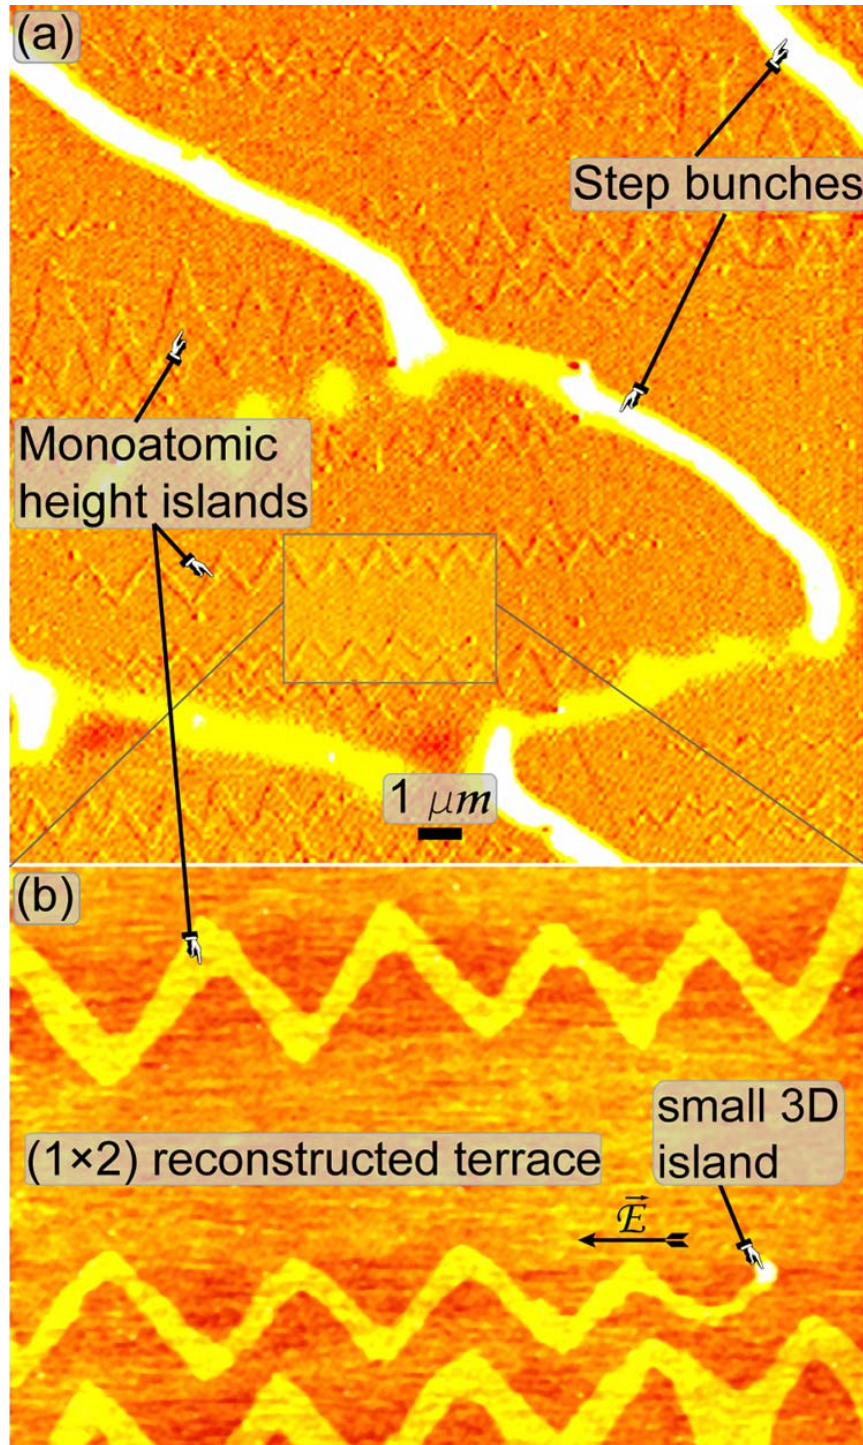 (a)
Step bunches
Monoatomic
height islands
1 μm
(b)
(1×2) reconstructed terrace
small 3D
island
ℰ⃗